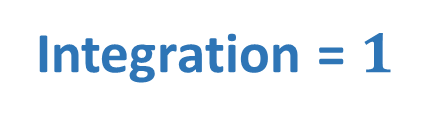 Integration = 1